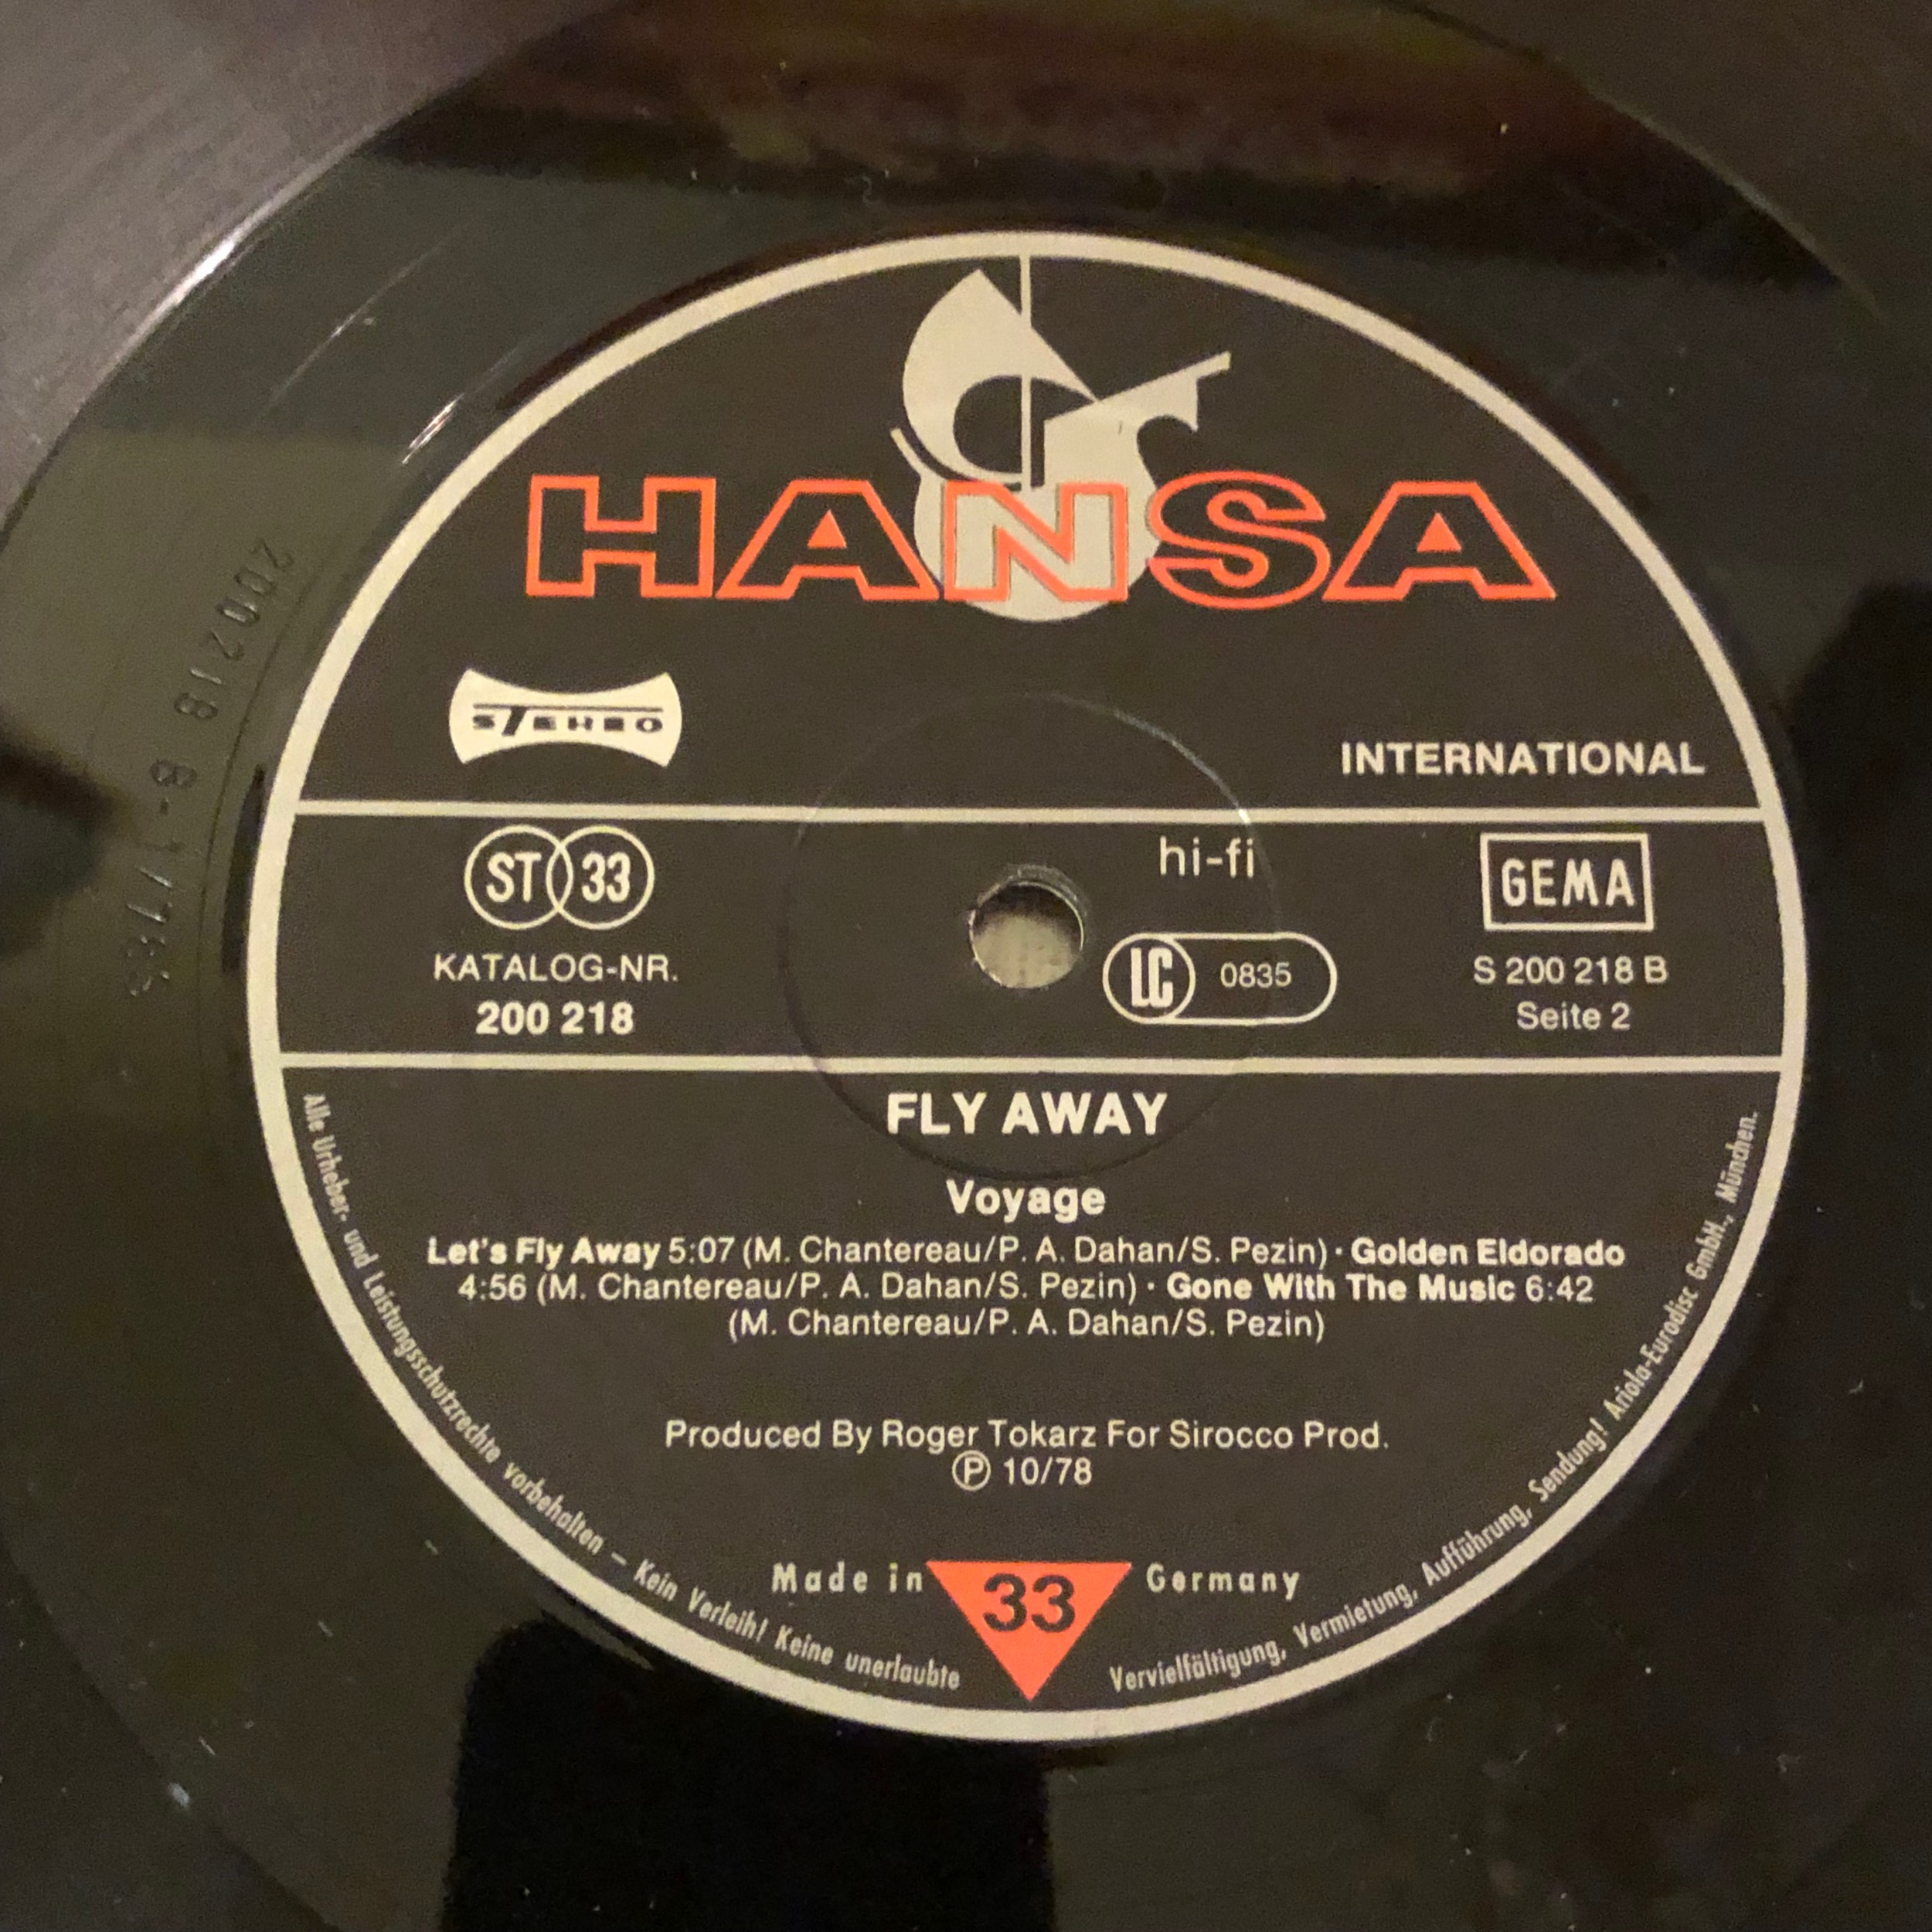 HANSA
STEREO
INTERNATIONAL
ST 33
hi-fi
GEMA
KATALOG-NR.
200 218
LC 0835
S 200 218 B
Seite 2
FLY AWAY
Voyage
Let's Fly Away 5:07 (M. Chantereau/P. A. Dahan/S. Pezin) · Golden Eldorado
4:56 (M. Chantereau/P. A. Dahan/S. Pezin) · Gone With The Music 6:42
(M. Chantereau/P. A. Dahan/S. Pezin)
Produced By Roger Tokarz For Sirocco Prod.
Ⓟ 10/78
Made in 33 Germany
Alle Urheber- und Leistungsschutzrechte vorbehalten – Kein Verleih! Keine unerlaubte Vervielfältigung, Vermietung, Aufführung, Sendung! Ariola-Eurodisc GmbH., München.
200218